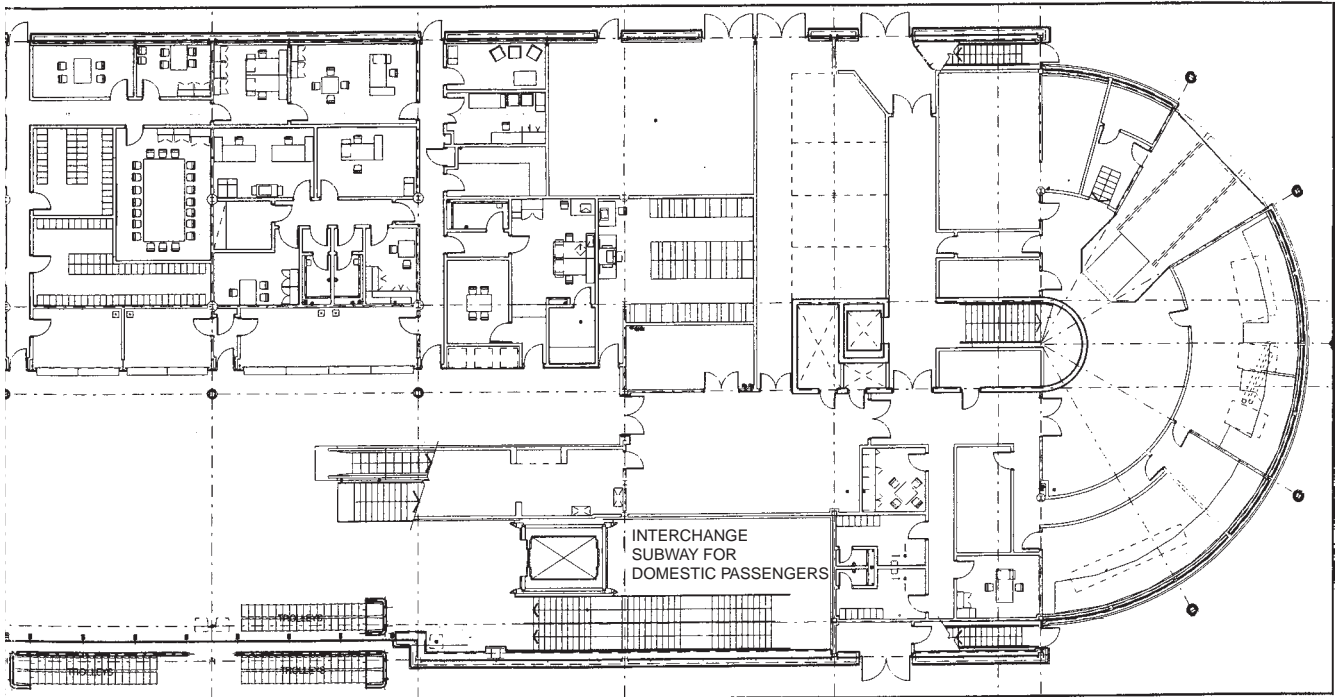 INTERCHANGE
SUBWAY FOR
DOMESTIC PASSENGERS
TROLLEYS
TROLLEYS
TROLLEYS